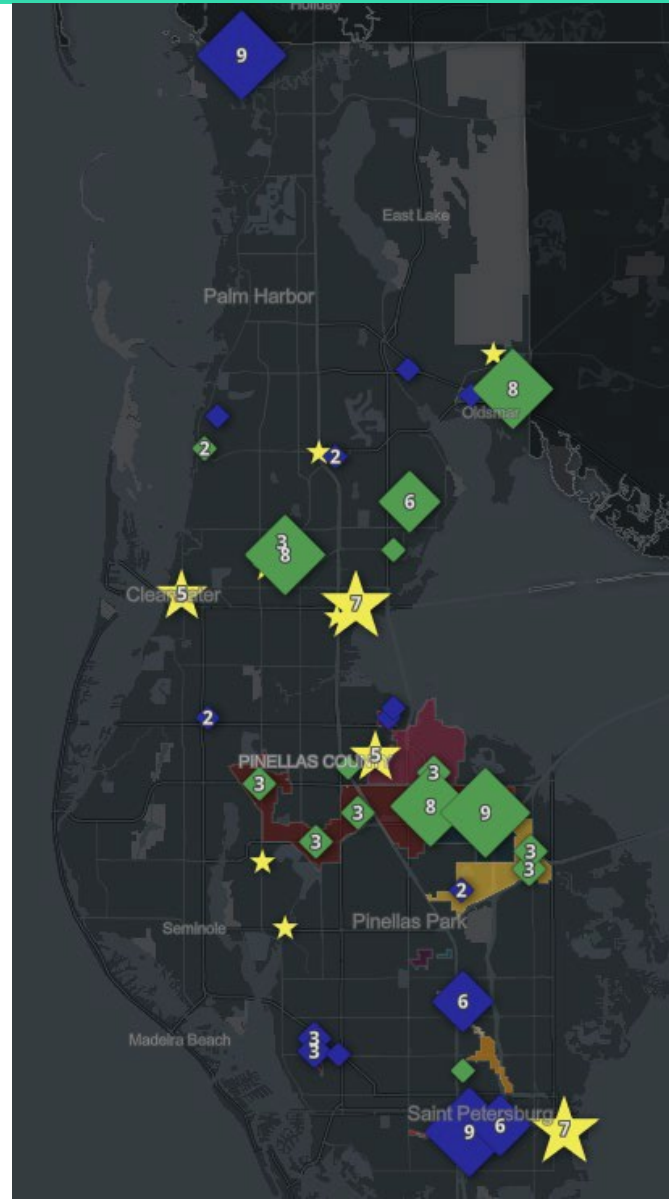 Holiday
9
East Lake
Palm Harbor
8
Oldsmar
2
2
6
3
8
Clearwater
5
7
2
5
PINELLAS COUNTY
3
3
8
9
3
3
3
3
2
Pinellas Park
Seminole
6
Madeira Beach
3
3
Saint Petersburg
9
6
7